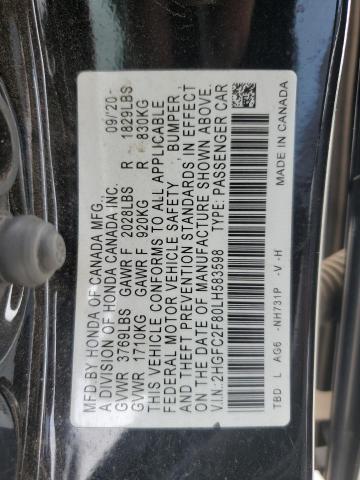 MFD BY HONDA OF CANADA MFG., 09/'20
A DIVISION OF HONDA CANADA INC.
GVWR 3769LBS GAWR F 2028LBS R 1829LBS
GVWR 1710KG GAWR F 920KG R 830KG
THIS VEHICLE CONFORMS TO ALL APPLICABLE
FEDERAL MOTOR VEHICLE SAFETY BUMPER,
AND THEFT PREVENTION STANDARDS IN EFFECT
ON THE DATE OF MANUFACTURE SHOWN ABOVE.
V.I.N: 2HGFC2F80LH583598 TYPE: PASSENGER CAR
TBD L AG6 -NH731P -V -H MADE IN CANADA